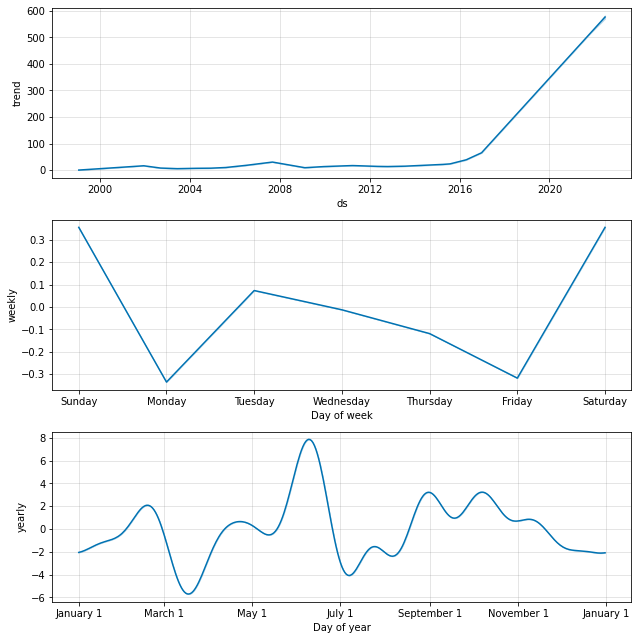 600
500
400
300
200
100
0
trend
2000 2004 2008 2012 2016 2020
ds
0.3
0.2
0.1
0.0
−0.1
−0.2
−0.3
weekly
Sunday Monday Tuesday Wednesday Thursday Friday Saturday
Day of week
8
6
4
2
0
−2
−4
−6
yearly
January 1 March 1 May 1 July 1 September 1 November 1 January 1
Day of year